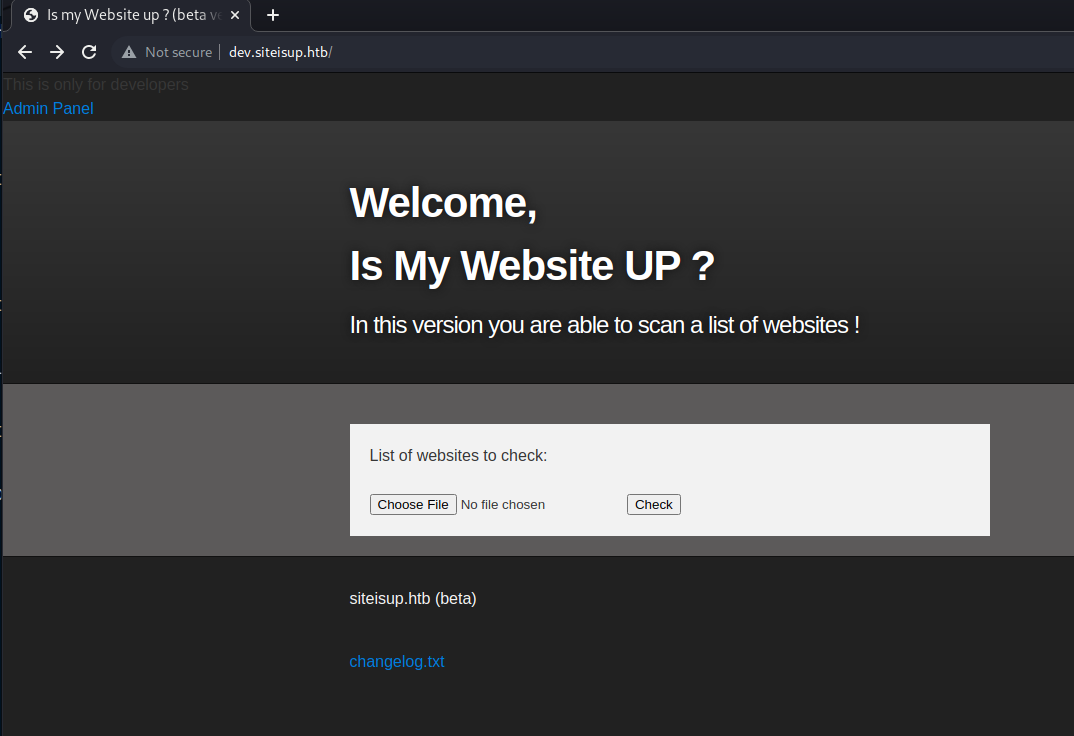 Is my Website up ? (beta ve
Not secure | dev.siteisup.htb/
This is only for developers
Admin Panel
Welcome,
Is My Website UP ?
In this version you are able to scan a list of websites !
List of websites to check:
Choose File No file chosen Check
siteisup.htb (beta)
changelog.txt